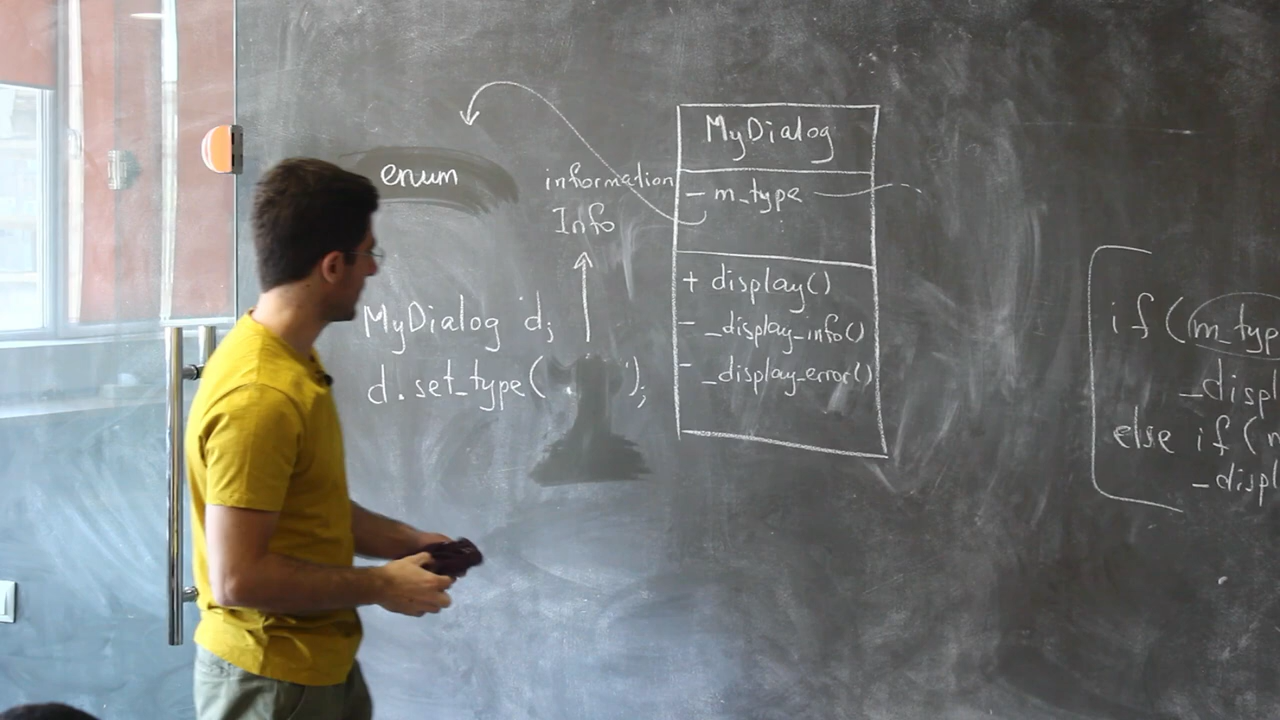 enum
information
Info
MyDialog d;
d.set_type( );
MyDialog
- m_type
+ display()
- _display_info()
- _display_error()
if (m_typ
_displ
else if (
_displ